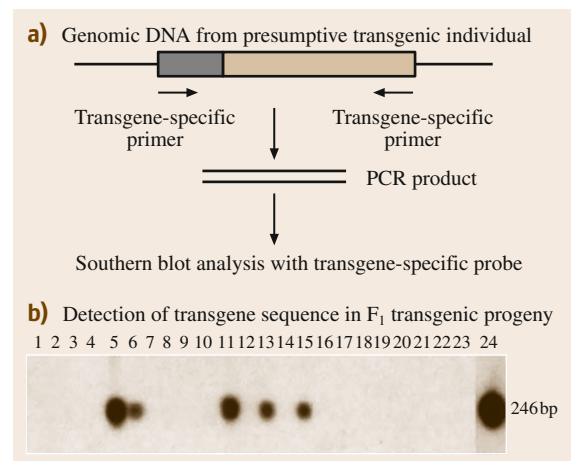 a) Genomic DNA from presumptive transgenic individual
Transgene-specific primer
Transgene-specific primer
PCR product
Southern blot analysis with transgene-specific probe
b) Detection of transgene sequence in F1 transgenic progeny
1 2 3 4 5 6 7 8 9 10 11 12 13 14 15 16 17 18 19 20 21 22 23 24
246bp